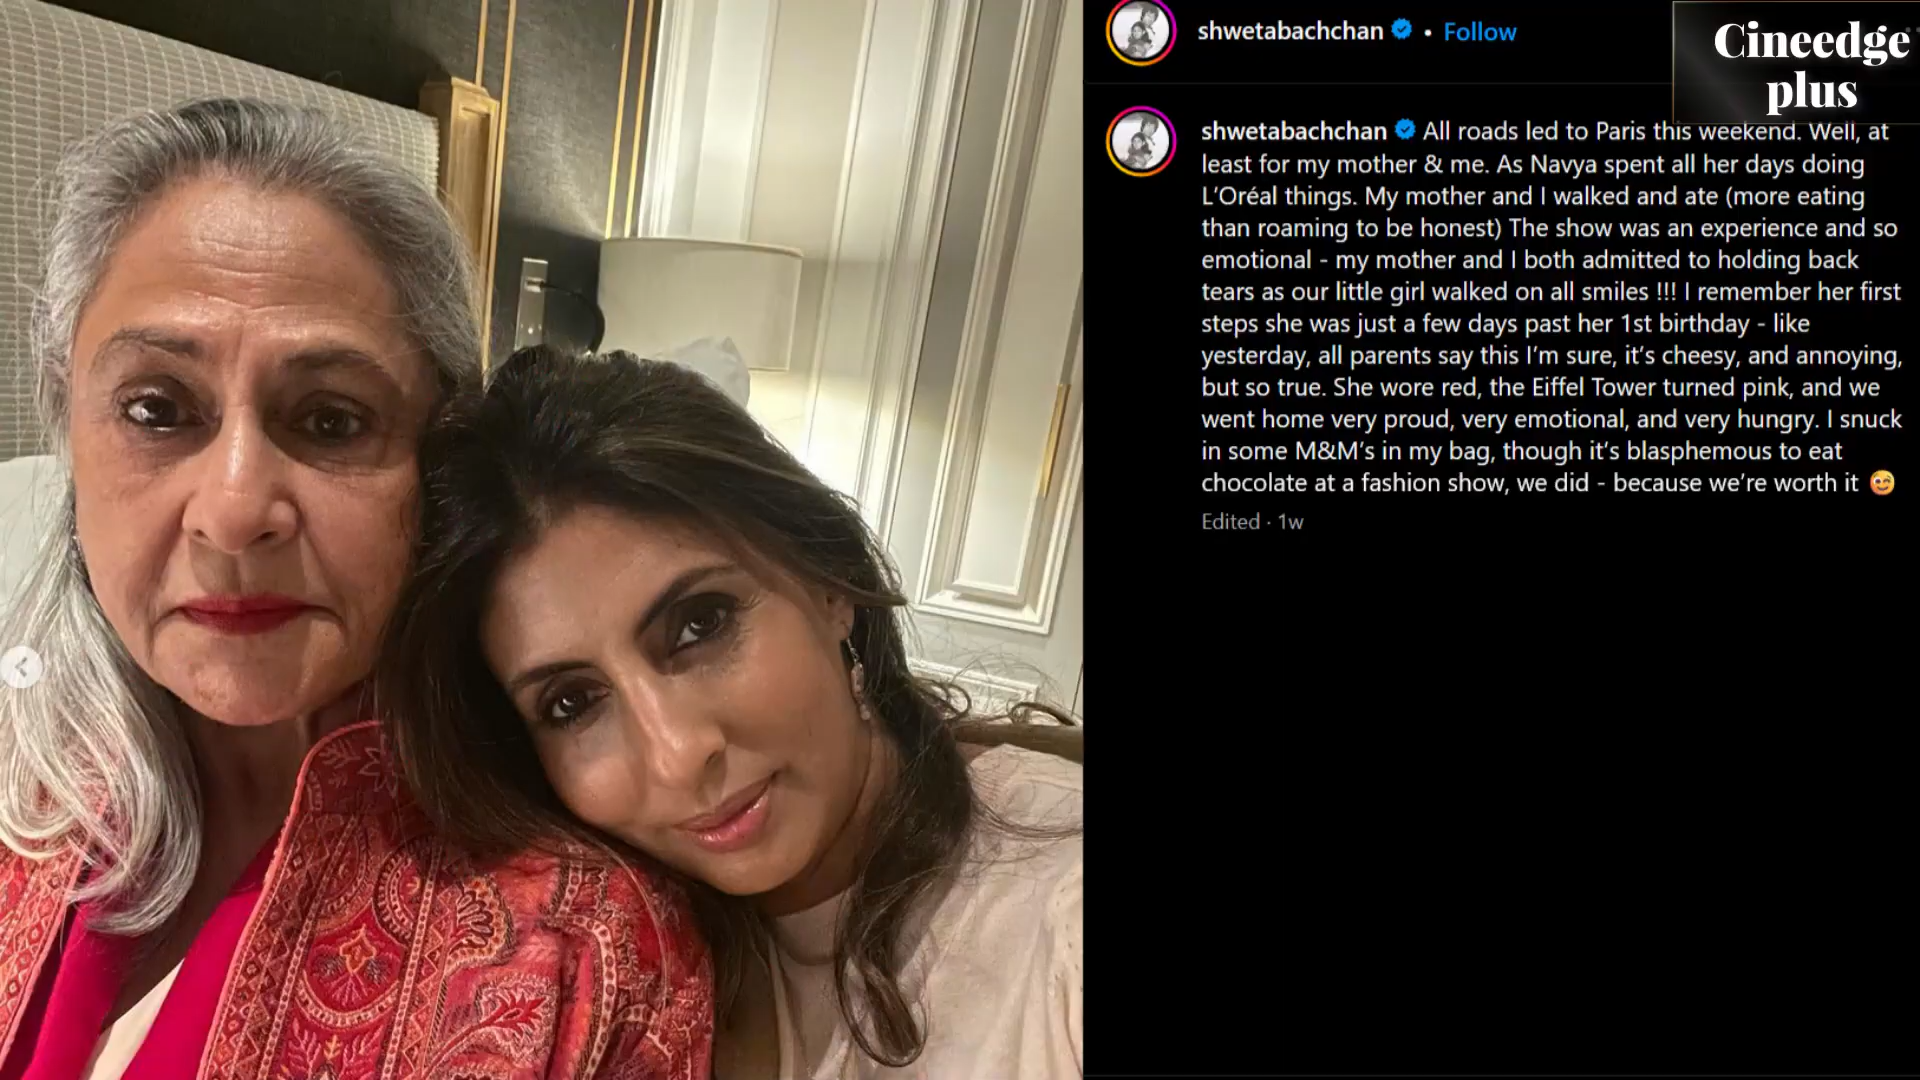 shwetabachchan • Follow
Cineedge
plus
shwetabachchan All roads led to Paris this weekend. Well, at
least for my mother & me. As Navya spent all her days doing
L'Oréal things. My mother and I walked and ate (more eating
than roaming to be honest) The show was an experience and so
emotional - my mother and I both admitted to holding back
tears as our little girl walked on all smiles !!! I remember her first
steps she was just a few days past her 1st birthday - like
yesterday, all parents say this I'm sure, it's cheesy, and annoying,
but so true. She wore red, the Eiffel Tower turned pink, and we
went home very proud, very emotional, and very hungry. I snuck
in some M&M's in my bag, though it's blasphemous to eat
chocolate at a fashion show, we did - because we're worth it 😉
Edited · 1w